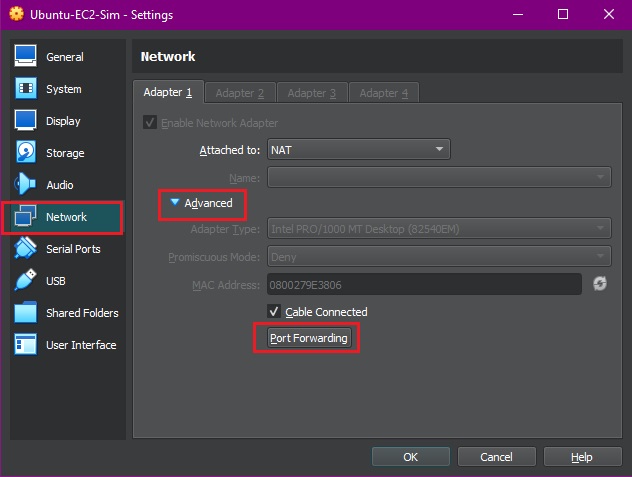 Ubuntu-EC2-Sim - Settings
General
System
Display
Storage
Audio
Network
Serial Ports
USB
Shared Folders
User Interface
Network
Adapter 1
Adapter 2
Adapter 3
Adapter 4
Enable Network Adapter
Attached to: NAT
Name:
Advanced
Adapter Type: Intel PRO/1000 MT Desktop (82540EM)
Promiscuous Mode: Deny
MAC Address: 0800279E3806
Cable Connected
Port Forwarding
OK
Cancel
Help